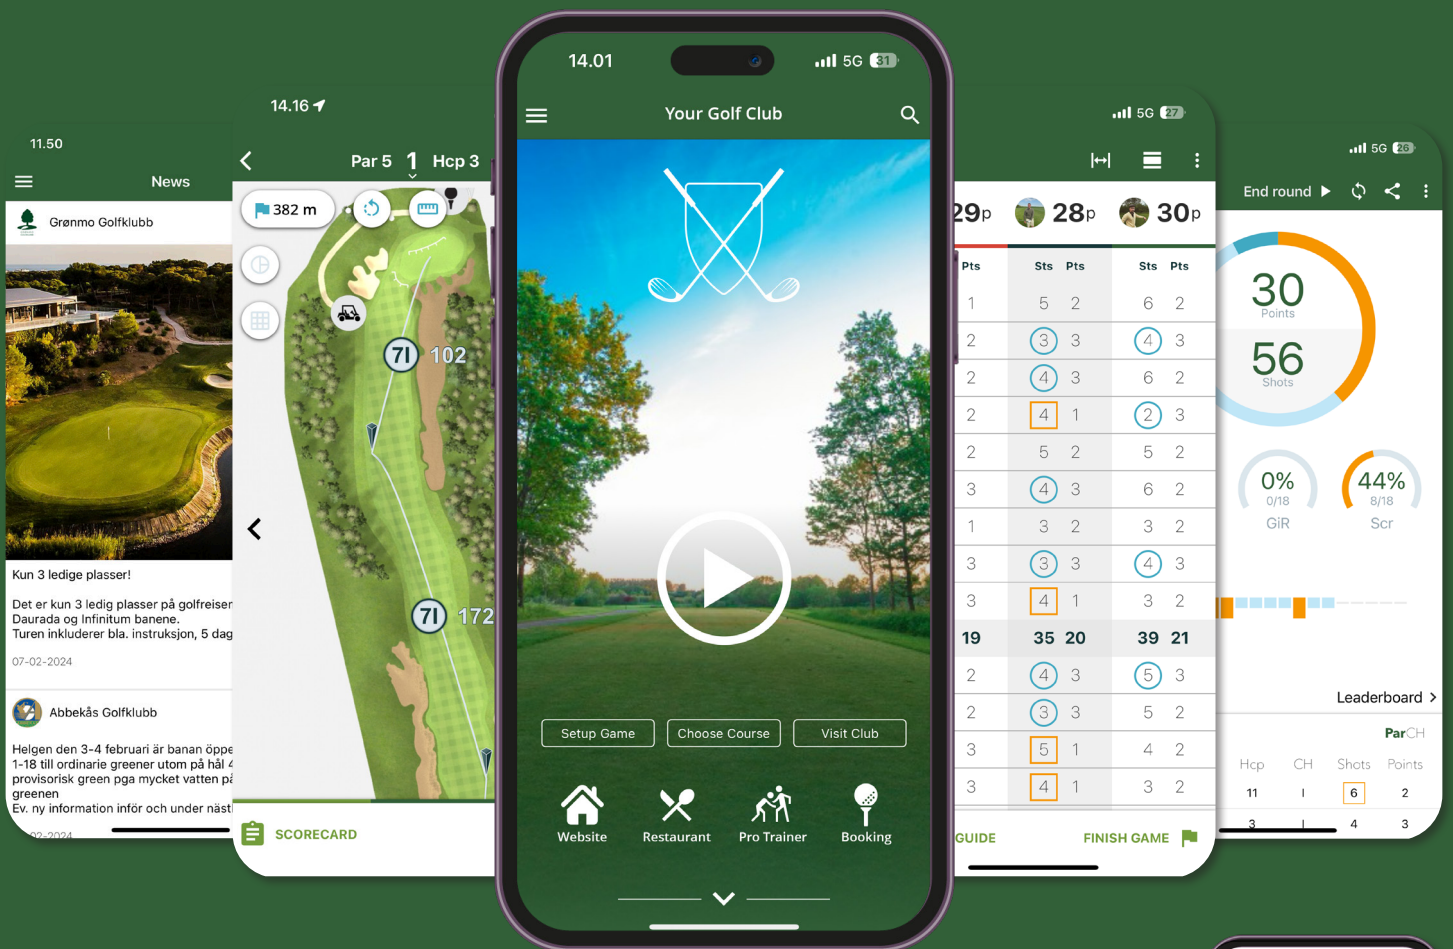 11.50
News
Grønmo Golfklubb
Kun 3 ledige plasser!
Det er kun 3 ledig plasser på golfreiser
Daurada og Infinitum banene.
Turen inkluderer bla. instruksjon, 5 dag
07-02-2024
Abbekås Golfklubb
Helgen den 3-4 februari är banan öppe
1-18 till ordinarie greener utom på hål 4
provisorisk green pga mycket vatten på
greenen
Ev. ny information inför och under näst
02-2024
14.16
Par 5 1 Hcp 3
382 m
7I 102
7I 172
SCORECARD
14.01 5G 31
Your Golf Club
Setup Game Choose Course Visit Club
Website Restaurant Pro Trainer Booking
5G 27
29p 28p 30p
Pts Sts Pts Sts Pts
1 5 2 6 2
2 3 3 4 3
2 4 3 6 2
2 4 1 2 3
2 5 2 5 2
3 4 3 6 2
1 3 2 3 2
3 3 3 4 3
3 4 1 3 2
19 35 20 39 21
2 4 3 5 3
2 3 3 5 2
3 5 1 4 2
3 4 1 3 2
GUIDE FINISH GAME
5G 26
End round
30
Points
56
Shots
0% 44%
0/18 8/18
GiR Scr
Leaderboard
ParCH
Hcp CH Shots Points
11 I 6 2
3 I 4 3